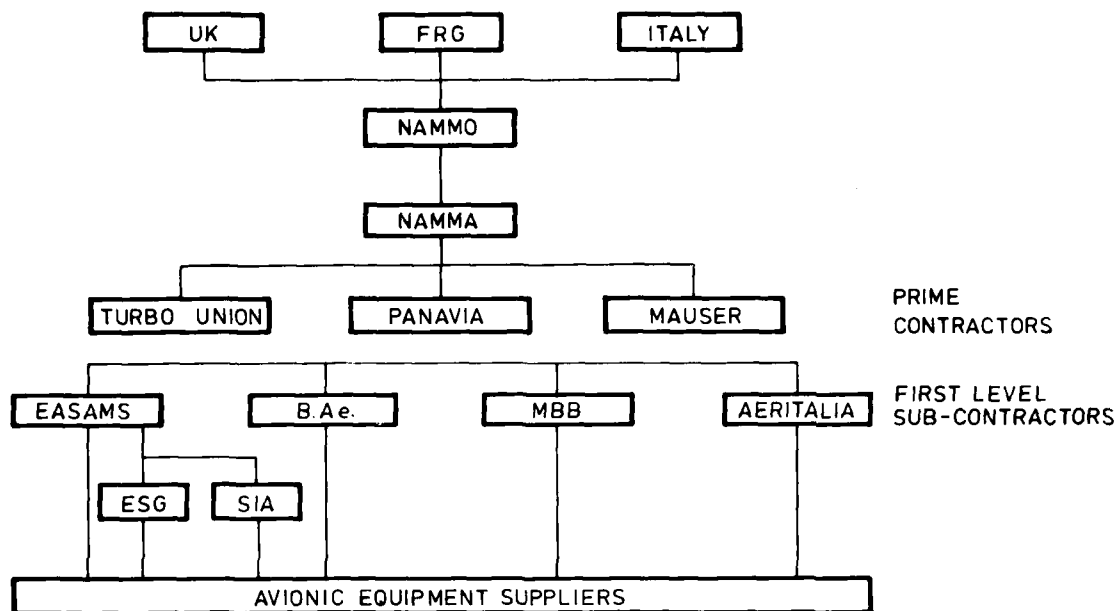 UK
FRG
ITALY
NAMMO
NAMMA
TURBO UNION
PANAVIA
MAUSER
PRIME
CONTRACTORS
EASAMS
B.Ae.
MBB
AERITALIA
FIRST LEVEL
SUB-CONTRACTORS
ESG
SIA
AVIONIC EQUIPMENT SUPPLIERS